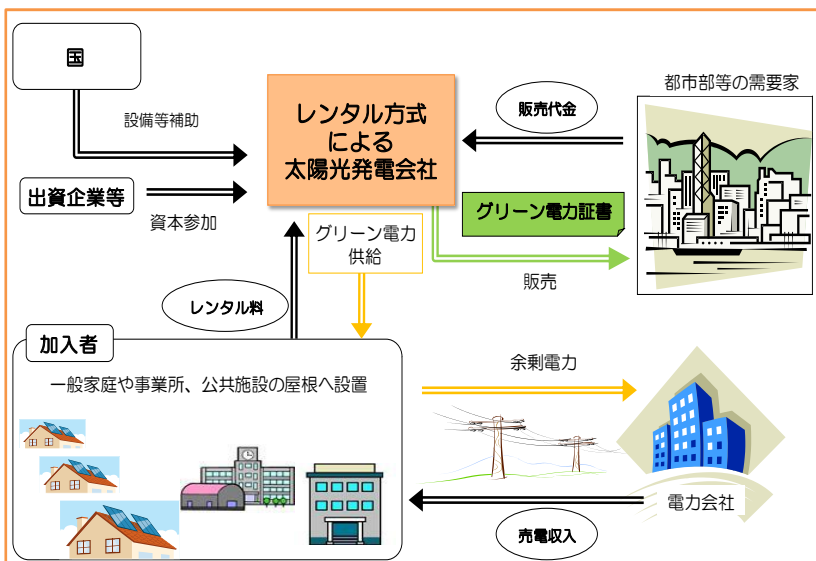 国
設備等補助
出資企業等
資本参加
レンタル方式
による
太陽光発電会社
販売代金
都市部等の需要家
グリーン電力証書
販売
グリーン電力
供給
レンタル料
加入者
一般家庭や事業所、公共施設の屋根へ設置
余剰電力
電力会社
売電収入